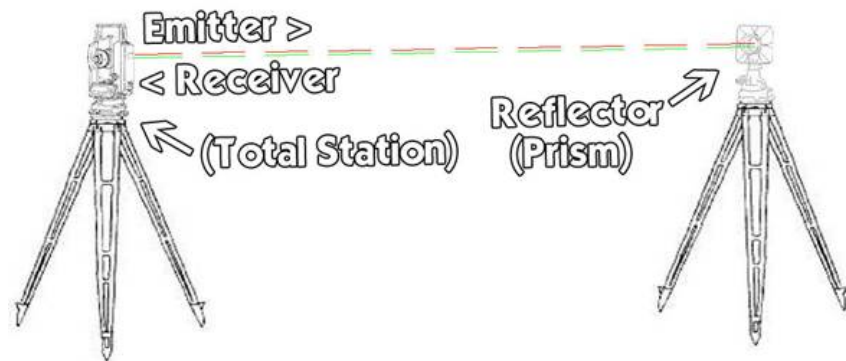 Emitter >
< Receiver
(Total Station)
Reflector
(Prism)